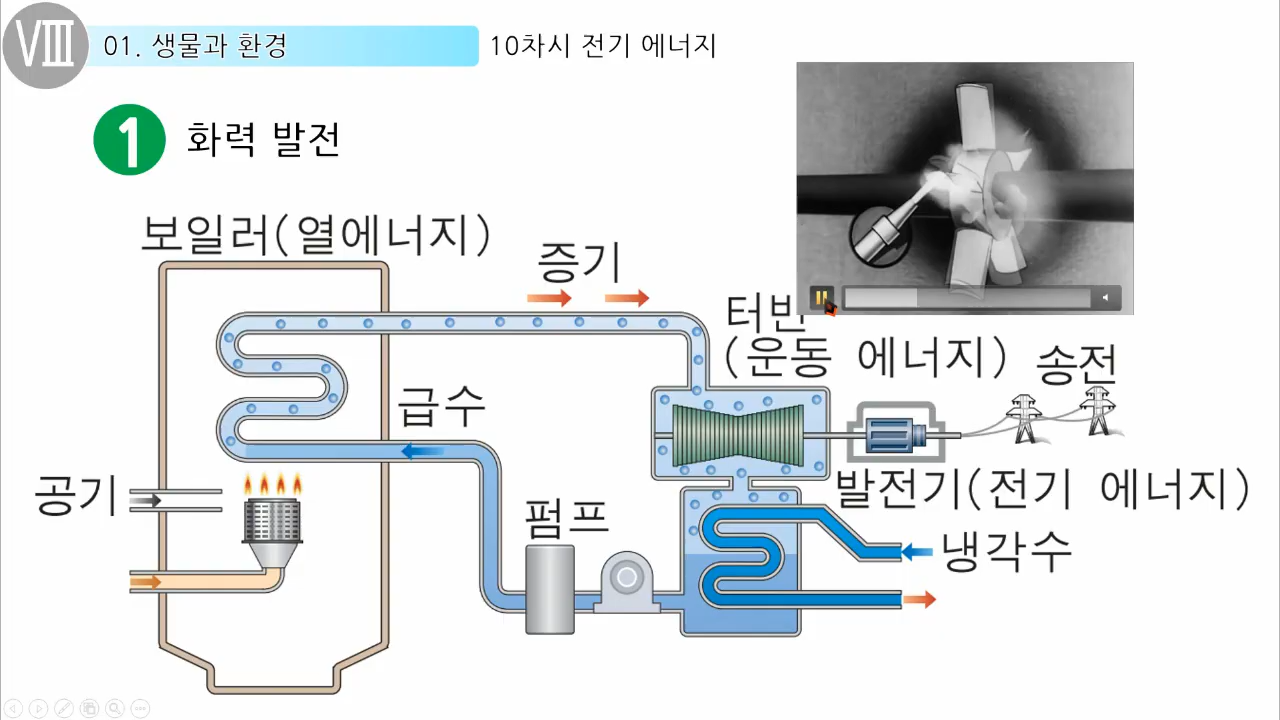 Ⅷ
01. 생물과 환경
10차시 전기 에너지
1
화력 발전
보일러(열에너지)
증기
터빈
(운동 에너지)
송전
급수
공기
발전기(전기 에너지)
펌프
냉각수